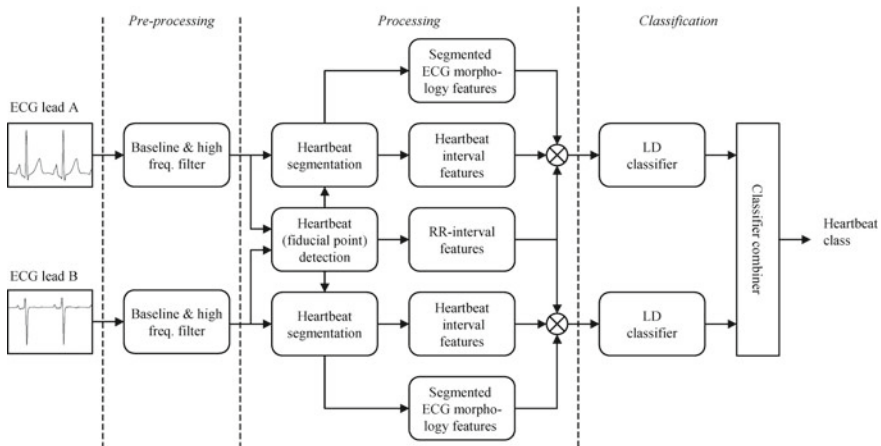 Pre-processing
Processing
Classification
Segmented
ECG morpho-
logy features
ECG lead A
Baseline & high
freq. filter
Heartbeat
segmentation
Heartbeat
interval
features
LD
classifier
Heartbeat
(fiducial point)
detection
RR-interval
features
Classifier combiner
Heartbeat
class
ECG lead B
Baseline & high
freq. filter
Heartbeat
segmentation
Heartbeat
interval
features
LD
classifier
Segmented
ECG morpho-
logy features